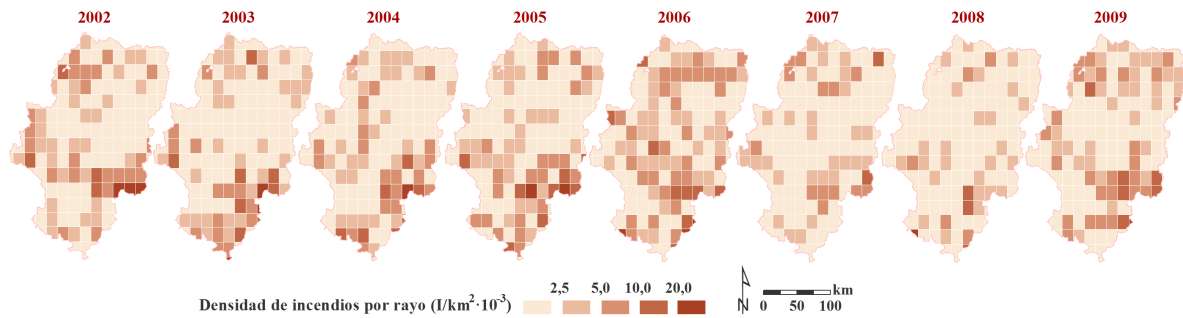 2002 2003 2004 2005 2006 2007 2008 2009
Densidad de incendios por rayo (I/km²·10⁻³) 2,5 5,0 10,0 20,0
N
km
0 50 100